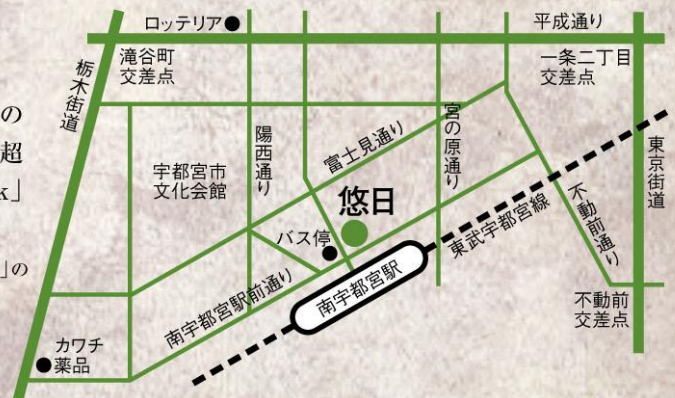 ロッテリア
平成通り
滝谷町
交差点
一条二丁目
交差点
栃木街道
の
超
k」
」の
陽西通り
宇都宮市
文化会館
富士見通り
宮の原通り
東京街道
悠日
バス停
東武宇都宮線
不動前通り
南宇都宮駅前通り
南宇都宮駅
不動前
交差点
カワチ
薬品